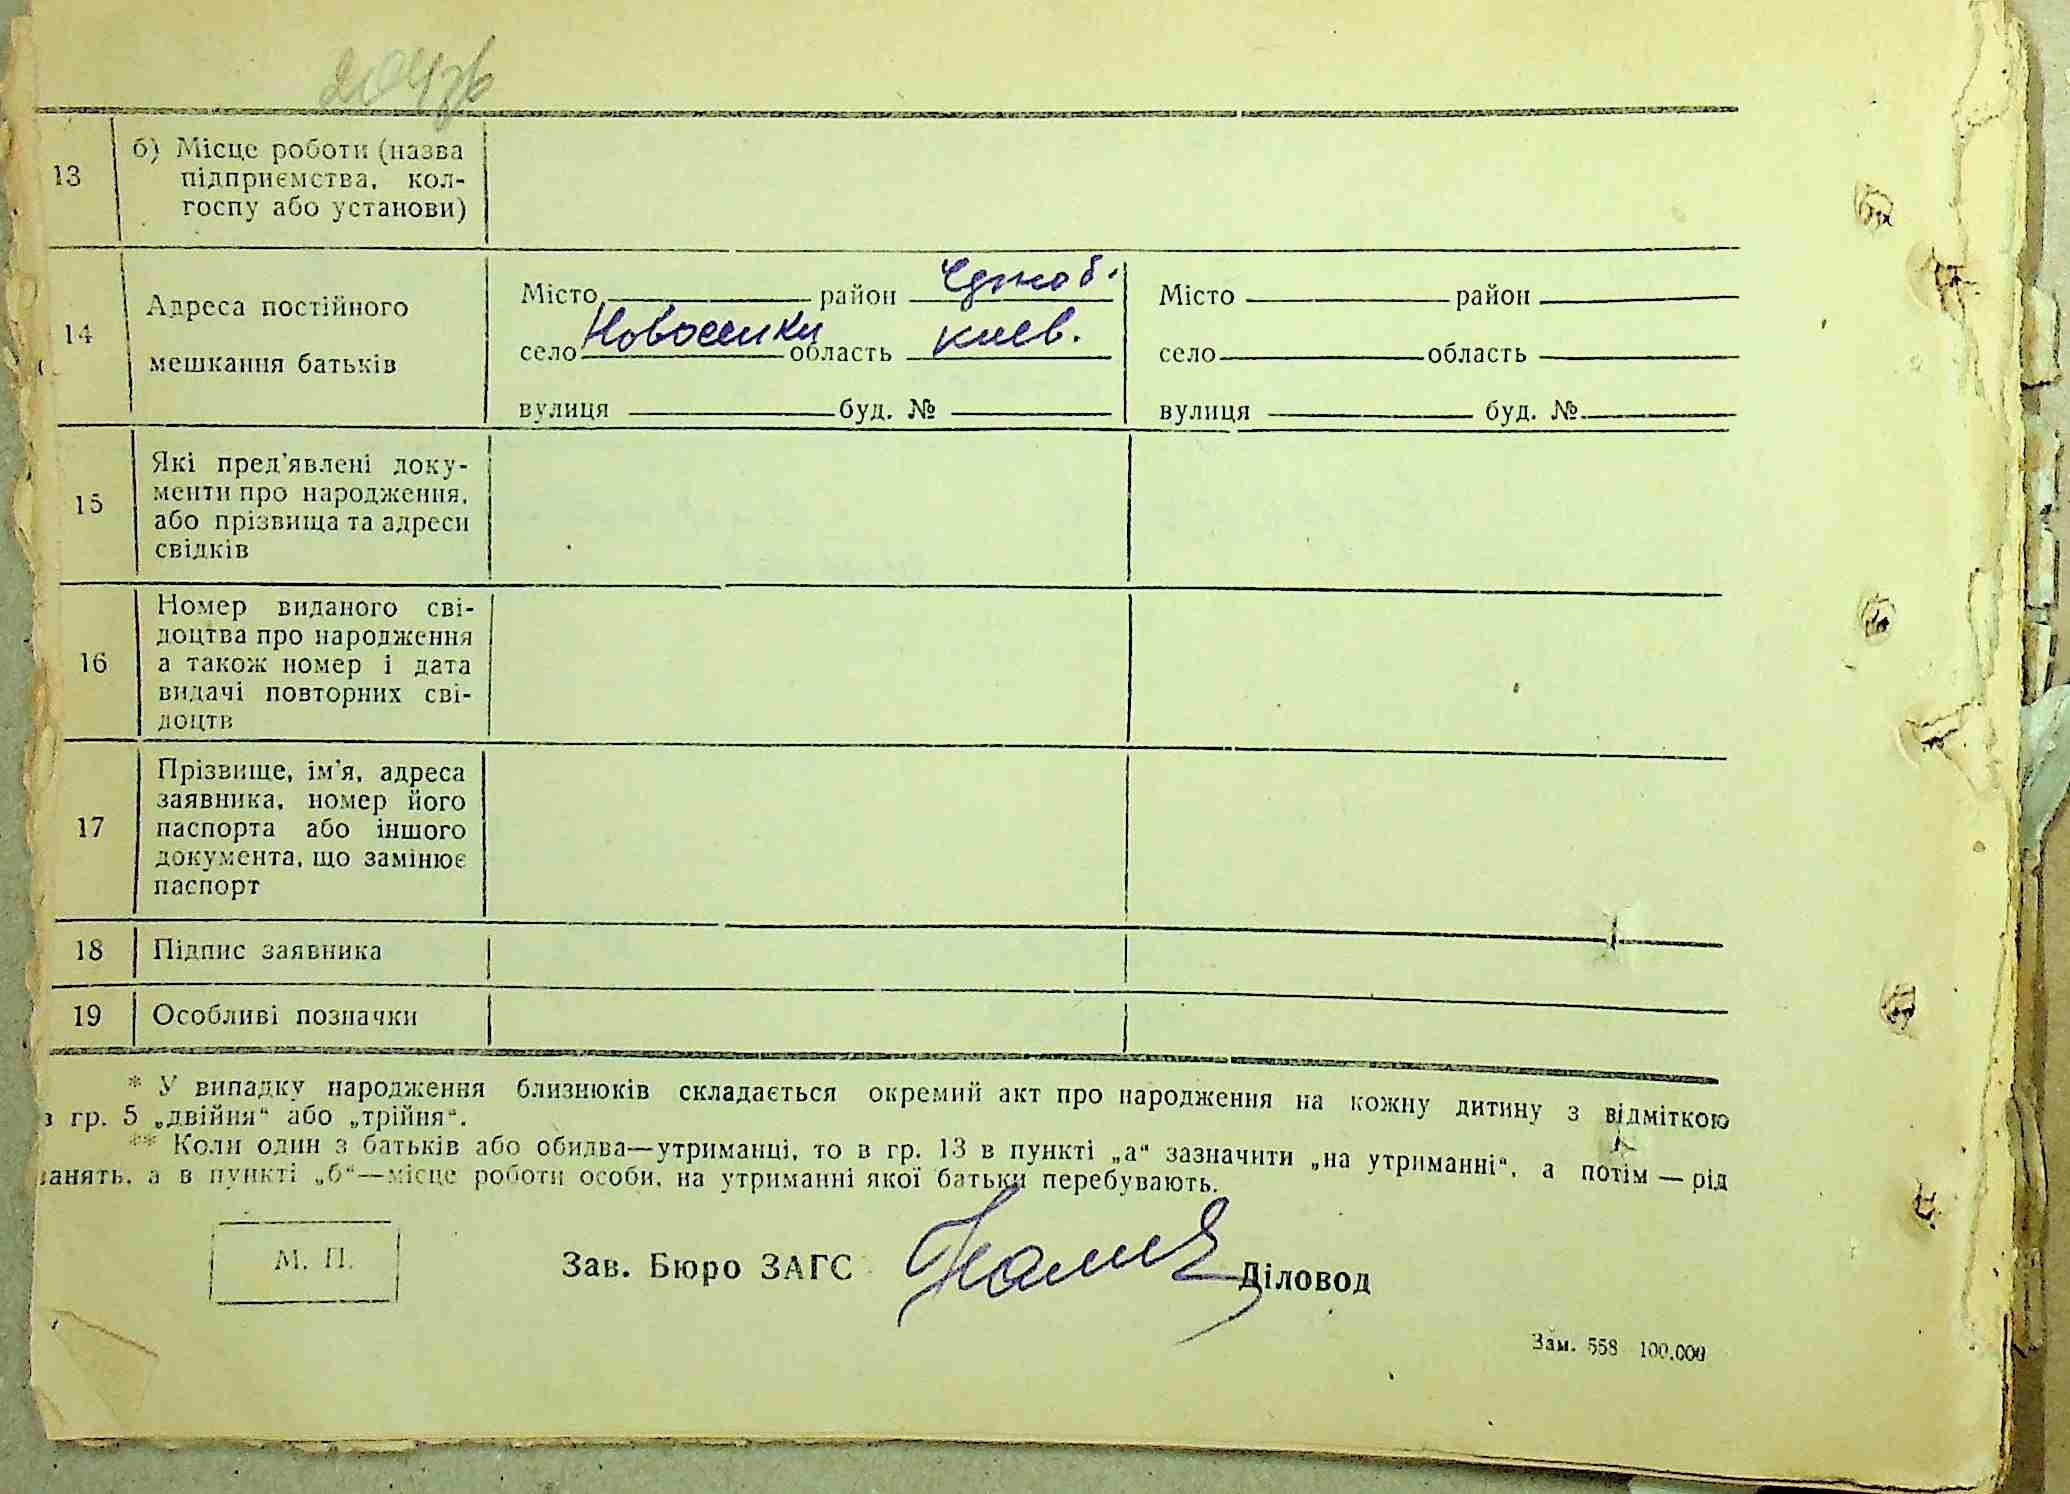 13
б) Місце роботи (назва
підприємства, кол-
госпу або установи)
14
Адреса постійного
мешкання батьків
Місто район
село Новоселки область киев.
вулиця буд. №
Місто район
село область
вулиця буд. №
15
Які пред'явлені доку-
менти про народження,
або прізвища та адреси
свідків
16
Номер виданого сві-
доцтва про народження
а також номер і дата
видачі повторних сві-
доцтв
17
Прізвище, ім'я, адреса
заявника, номер його
паспорта або іншого
документа, що замінює
паспорт
18 Підпис заявника
19 Особливі позначки
* У випадку народження близнюків складається окремий акт про народження на кожну дитину з відміткою
в гр. 5 „двійня“ або „трійня“.
** Коли один з батьків або обидва—утриманці, то в гр. 13 в пункті „а“ зазначити „на утриманні“, а потім — рід
занять, а в пункті „б“—місце роботи особи, на утриманні якої батьки перебувають.
М. П.
Зав. Бюро ЗАГС Діловод
Зам. 558 100.000